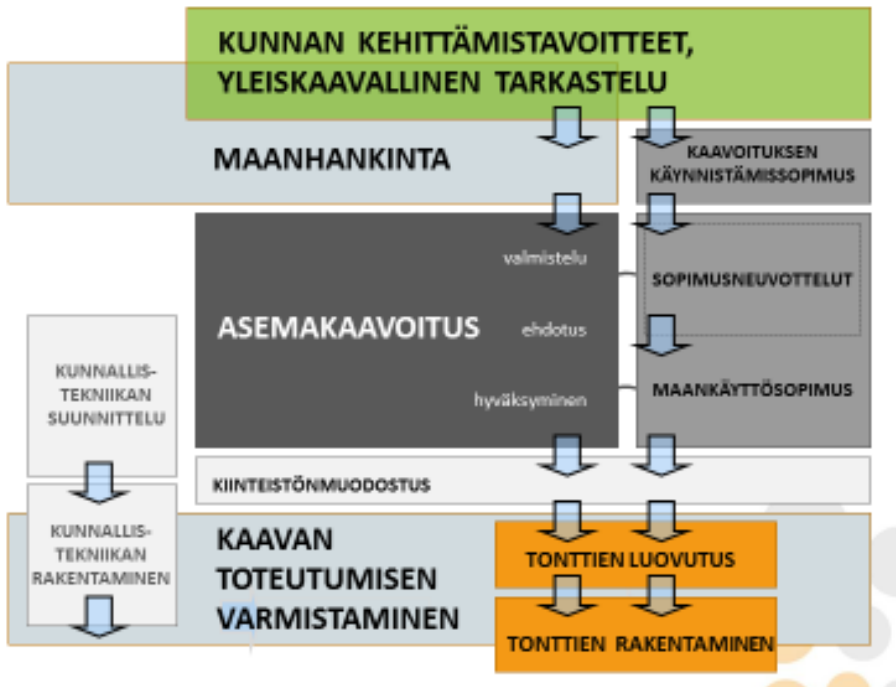 KUNNAN KEHITTÄMISTAVOITTEET,
YLEISKAAVALLINEN TARKASTELU
MAANHANKINTA
KAAVOITUKSEN
KÄYNNISTÄMISSOPIMUS
valmistelu
SOPIMUSNEUVOTTELUT
ASEMAKAAVOITUS
ehdotus
hyväksyminen
MAANKÄYTTÖSOPIMUS
KUNNALLIS-
TEKNIIKAN
SUUNNITTELU
KIINTEISTÖNMUODOSTUS
KUNNALLIS-
TEKNIIKAN
RAKENTAMINEN
KAAVAN
TOTEUTUMISEN
VARMISTAMINEN
TONTTIEN LUOVUTUS
TONTTIEN RAKENTAMINEN